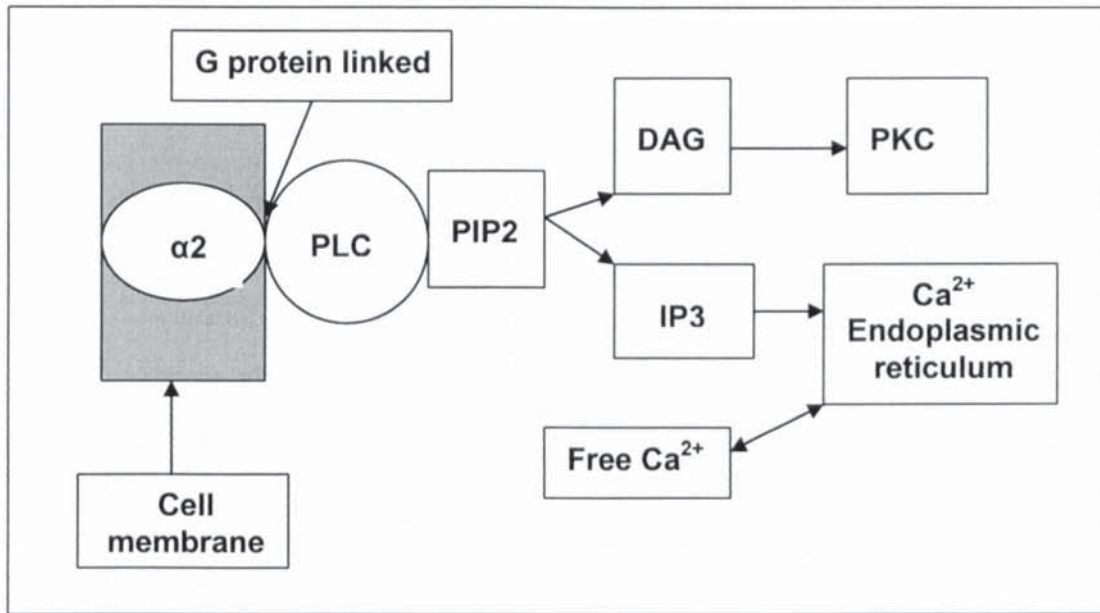 G protein linked
DAG
PKC
α2
PLC
PIP2
IP3
Ca²⁺
Endoplasmic
reticulum
Free Ca²⁺
Cell
membrane